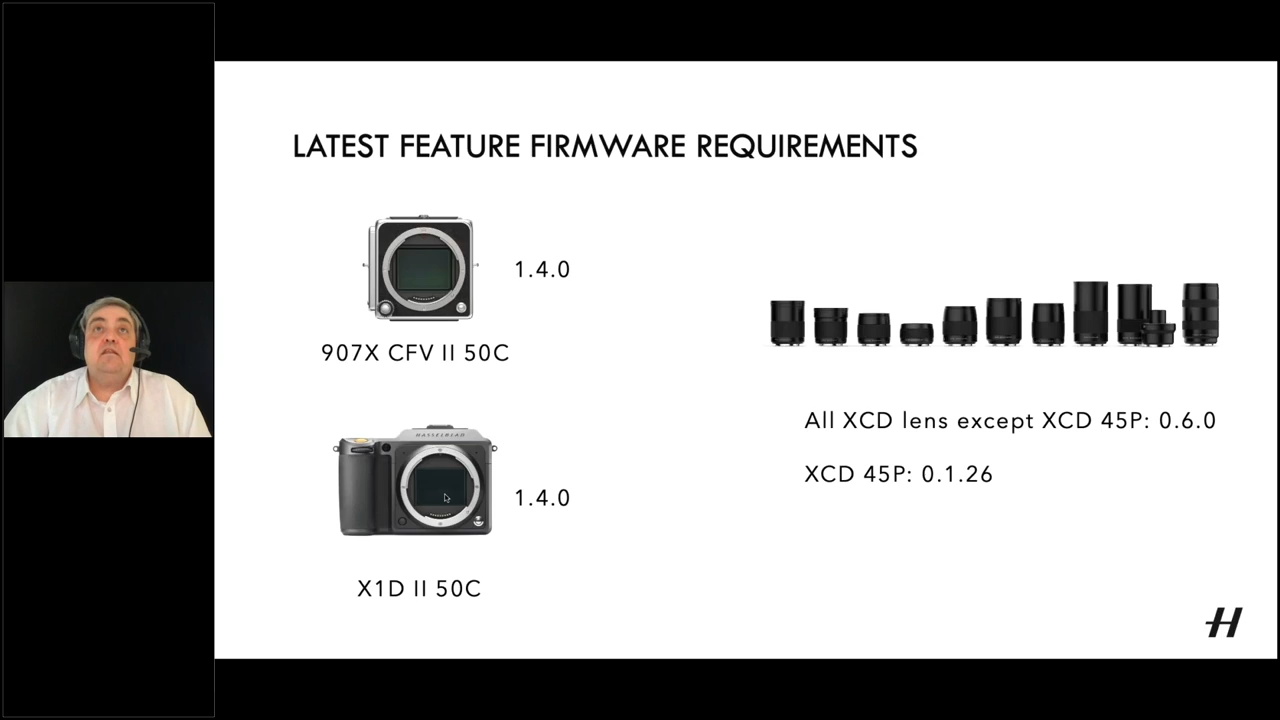 LATEST FEATURE FIRMWARE REQUIREMENTS
1.4.0
907X CFV II 50C
HASSELBLAD
1.4.0
X1D II 50C
All XCD lens except XCD 45P: 0.6.0
XCD 45P: 0.1.26
H